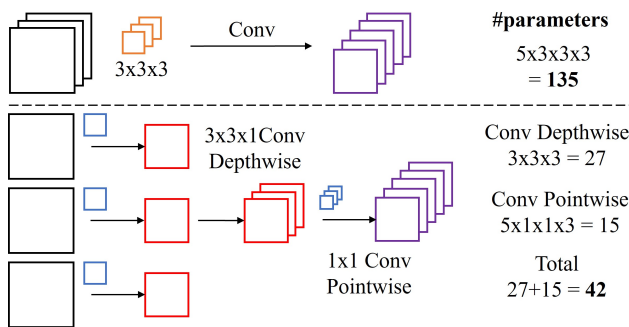 Conv
3x3x3
#parameters
5x3x3x3
= 135
3x3x1Conv
Depthwise
1x1 Conv
Pointwise
Conv Depthwise
3x3x3 = 27
Conv Pointwise
5x1x1x3 = 15
Total
27+15 = 42